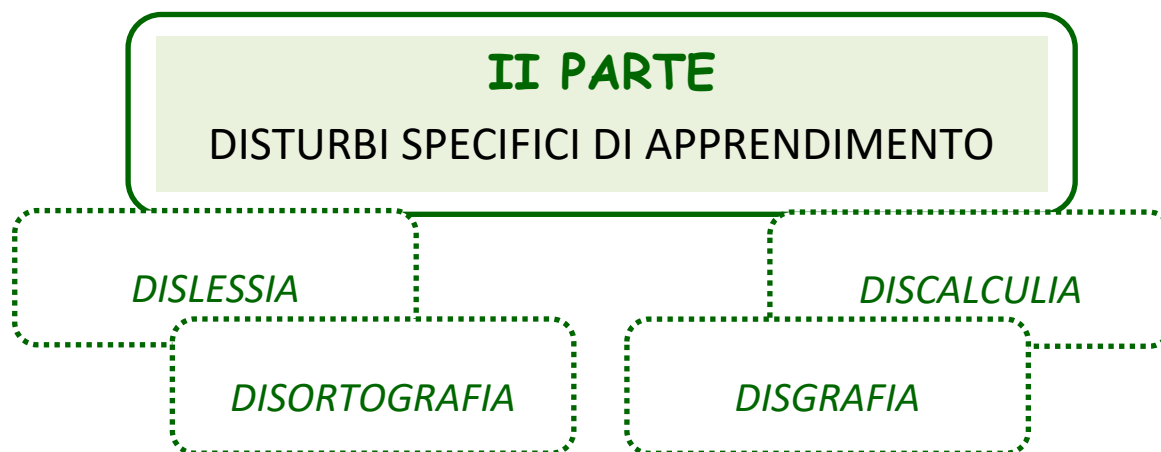 II PARTE
DISTURBI SPECIFICI DI APPRENDIMENTO
DISLESSIA
DISCALCULIA
DISORTOGRAFIA
DISGRAFIA